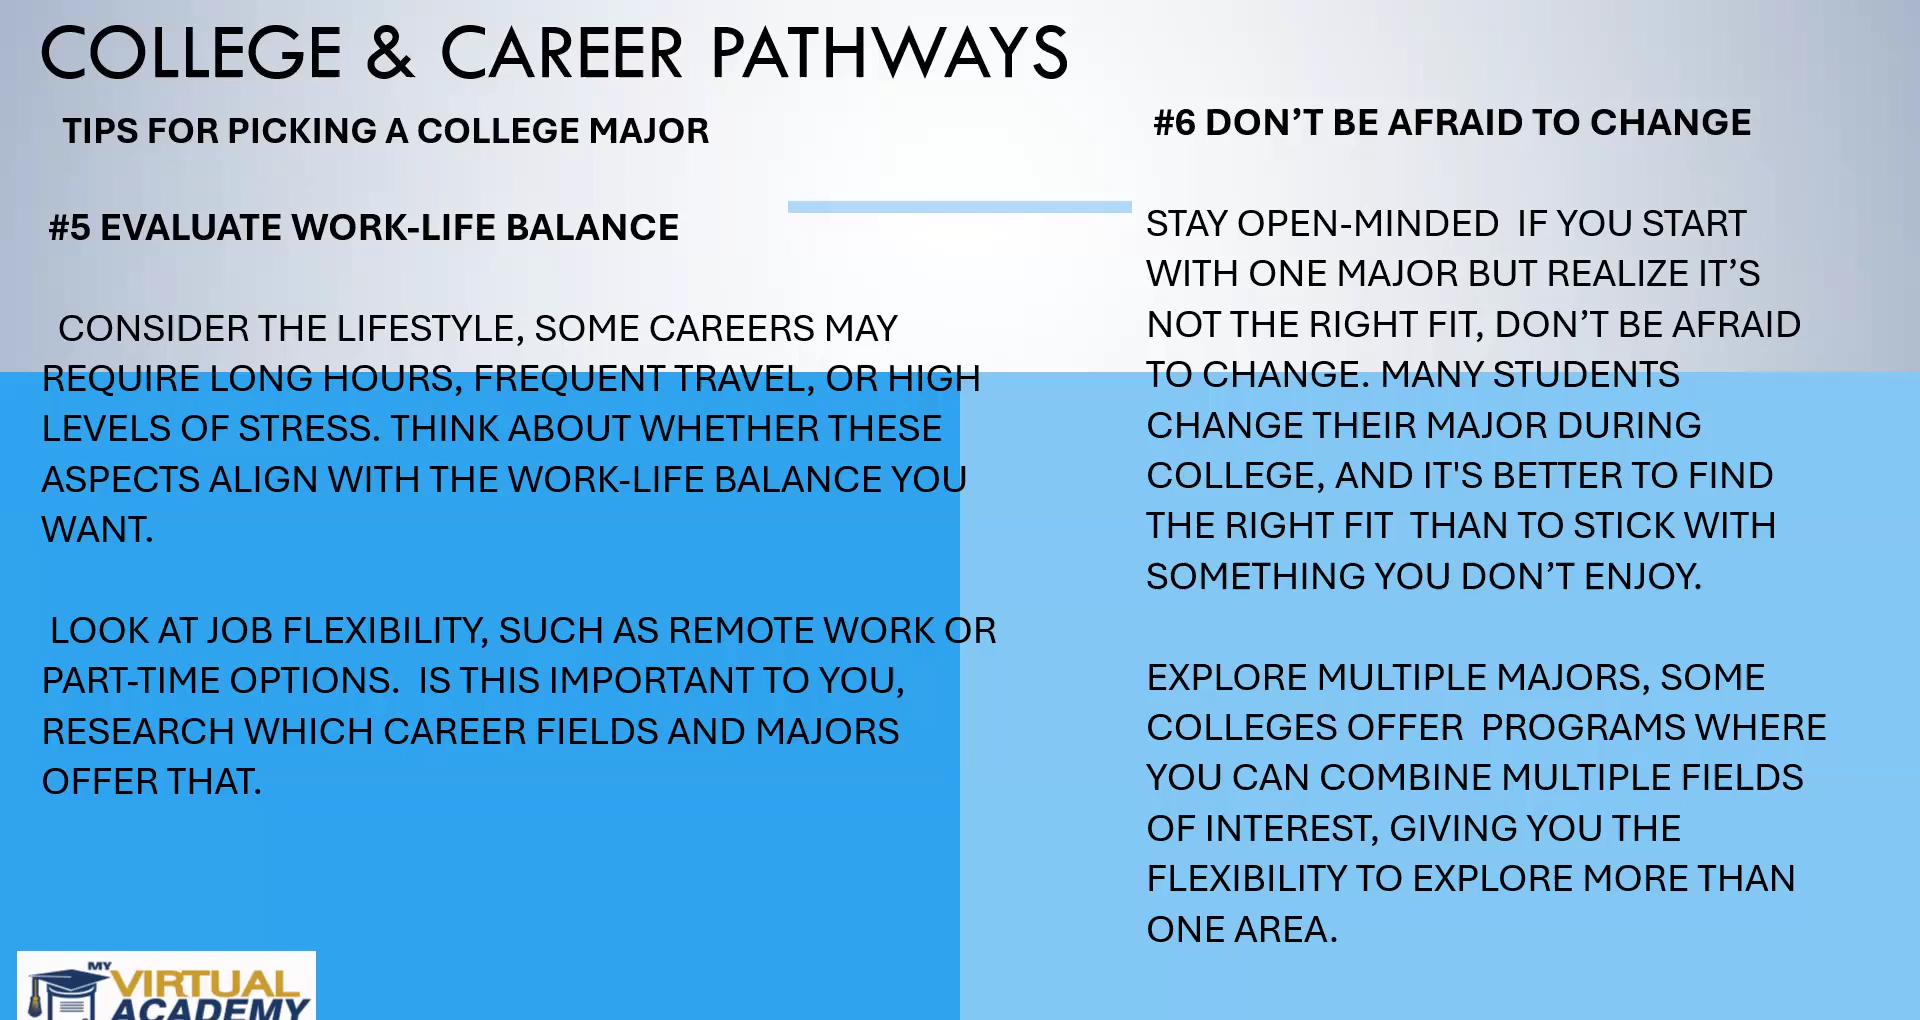 COLLEGE & CAREER PATHWAYS
TIPS FOR PICKING A COLLEGE MAJOR
#5 EVALUATE WORK-LIFE BALANCE
CONSIDER THE LIFESTYLE, SOME CAREERS MAY
REQUIRE LONG HOURS, FREQUENT TRAVEL, OR HIGH
LEVELS OF STRESS. THINK ABOUT WHETHER THESE
ASPECTS ALIGN WITH THE WORK-LIFE BALANCE YOU
WANT.
LOOK AT JOB FLEXIBILITY, SUCH AS REMOTE WORK OR
PART-TIME OPTIONS.  IS THIS IMPORTANT TO YOU,
RESEARCH WHICH CAREER FIELDS AND MAJORS
OFFER THAT.
#6 DON’T BE AFRAID TO CHANGE
STAY OPEN-MINDED  IF YOU START
WITH ONE MAJOR BUT REALIZE IT’S
NOT THE RIGHT FIT, DON’T BE AFRAID
TO CHANGE. MANY STUDENTS
CHANGE THEIR MAJOR DURING
COLLEGE, AND IT'S BETTER TO FIND
THE RIGHT FIT  THAN TO STICK WITH
SOMETHING YOU DON’T ENJOY.
EXPLORE MULTIPLE MAJORS, SOME
COLLEGES OFFER  PROGRAMS WHERE
YOU CAN COMBINE MULTIPLE FIELDS
OF INTEREST, GIVING YOU THE
FLEXIBILITY TO EXPLORE MORE THAN
ONE AREA.
MY
VIRTUAL
ACADEMY